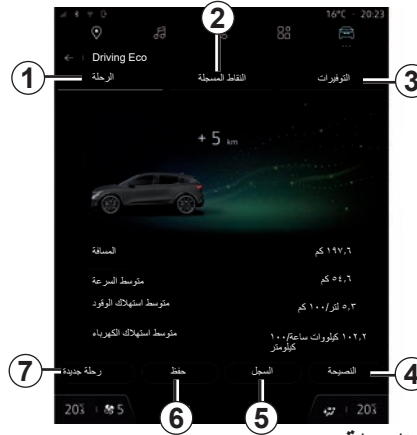 16°C - 20:23
2
← Driving Eco
1 الرحلة النقاط المسجلة التوفيرات 3
+ 5 km
المسافة ١٩٧,٦ كم
متوسط السرعة ٥٤,٦ كم
متوسط استهلاك الوقود ٥,٣ لتر/١٠٠ كم
متوسط استهلاك الكهرباء ١٠٢,٢ كيلووات ساعة/١٠٠
كيلومتر
7 رحلة جديدة حفظ السجل النصيحة 4
20 5 20
6 5